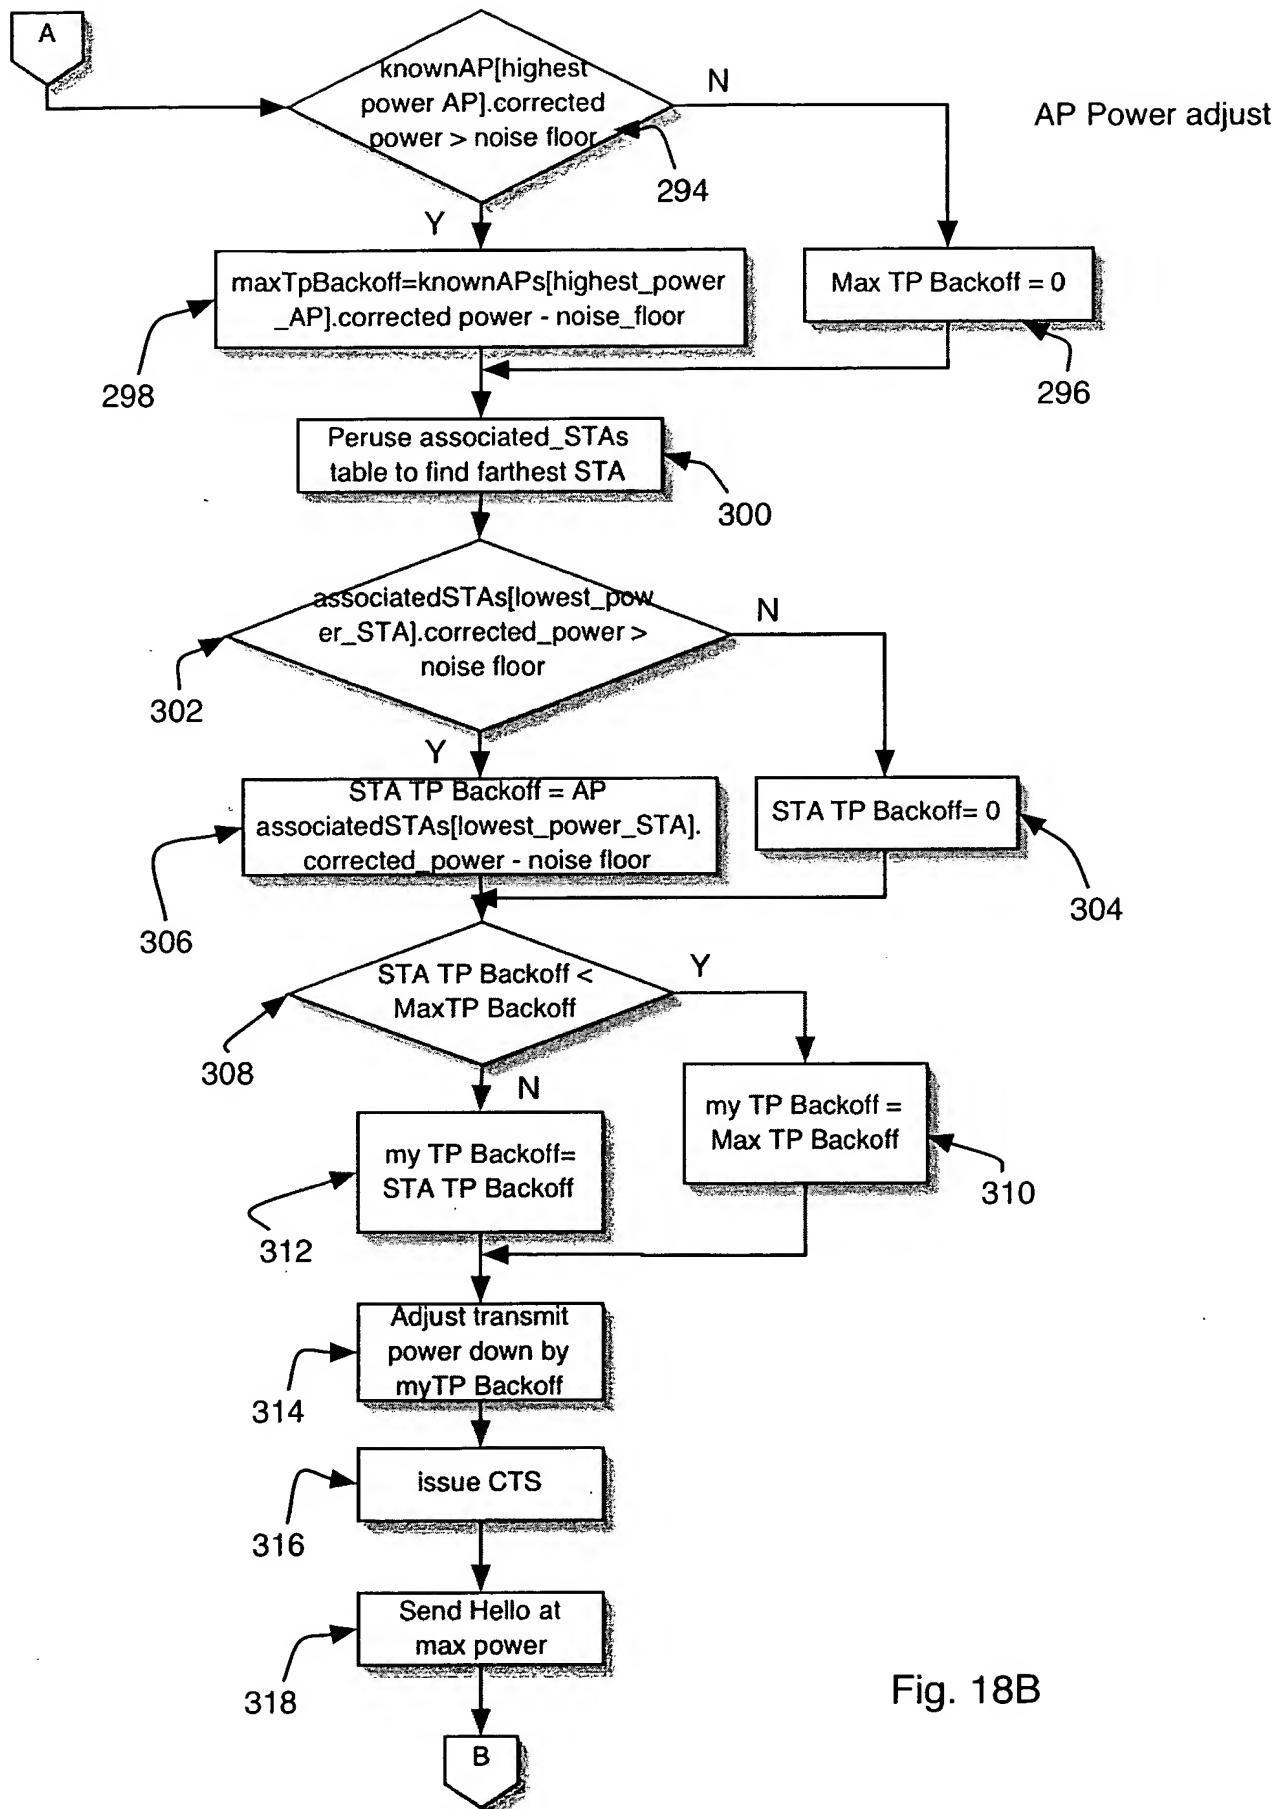 A
knownAP[highest
power AP].corrected
power > noise floor
N
AP Power adjust
294
Y
maxTpBackoff=knownAPs[highest_power
_AP].corrected power - noise_floor
Max TP Backoff = 0
298
296
Peruse associated_STAs
table to find farthest STA
300
associatedSTAs[lowest_pow
er_STA].corrected_power >
noise floor
N
302
Y
STA TP Backoff = AP
associatedSTAs[lowest_power_STA].
corrected_power - noise floor
STA TP Backoff= 0
306
304
STA TP Backoff <
MaxTP Backoff
Y
308
N
my TP Backoff =
Max TP Backoff
my TP Backoff=
STA TP Backoff
310
312
Adjust transmit
power down by
myTP Backoff
314
issue CTS
316
Send Hello at
max power
318
Fig. 18B
B